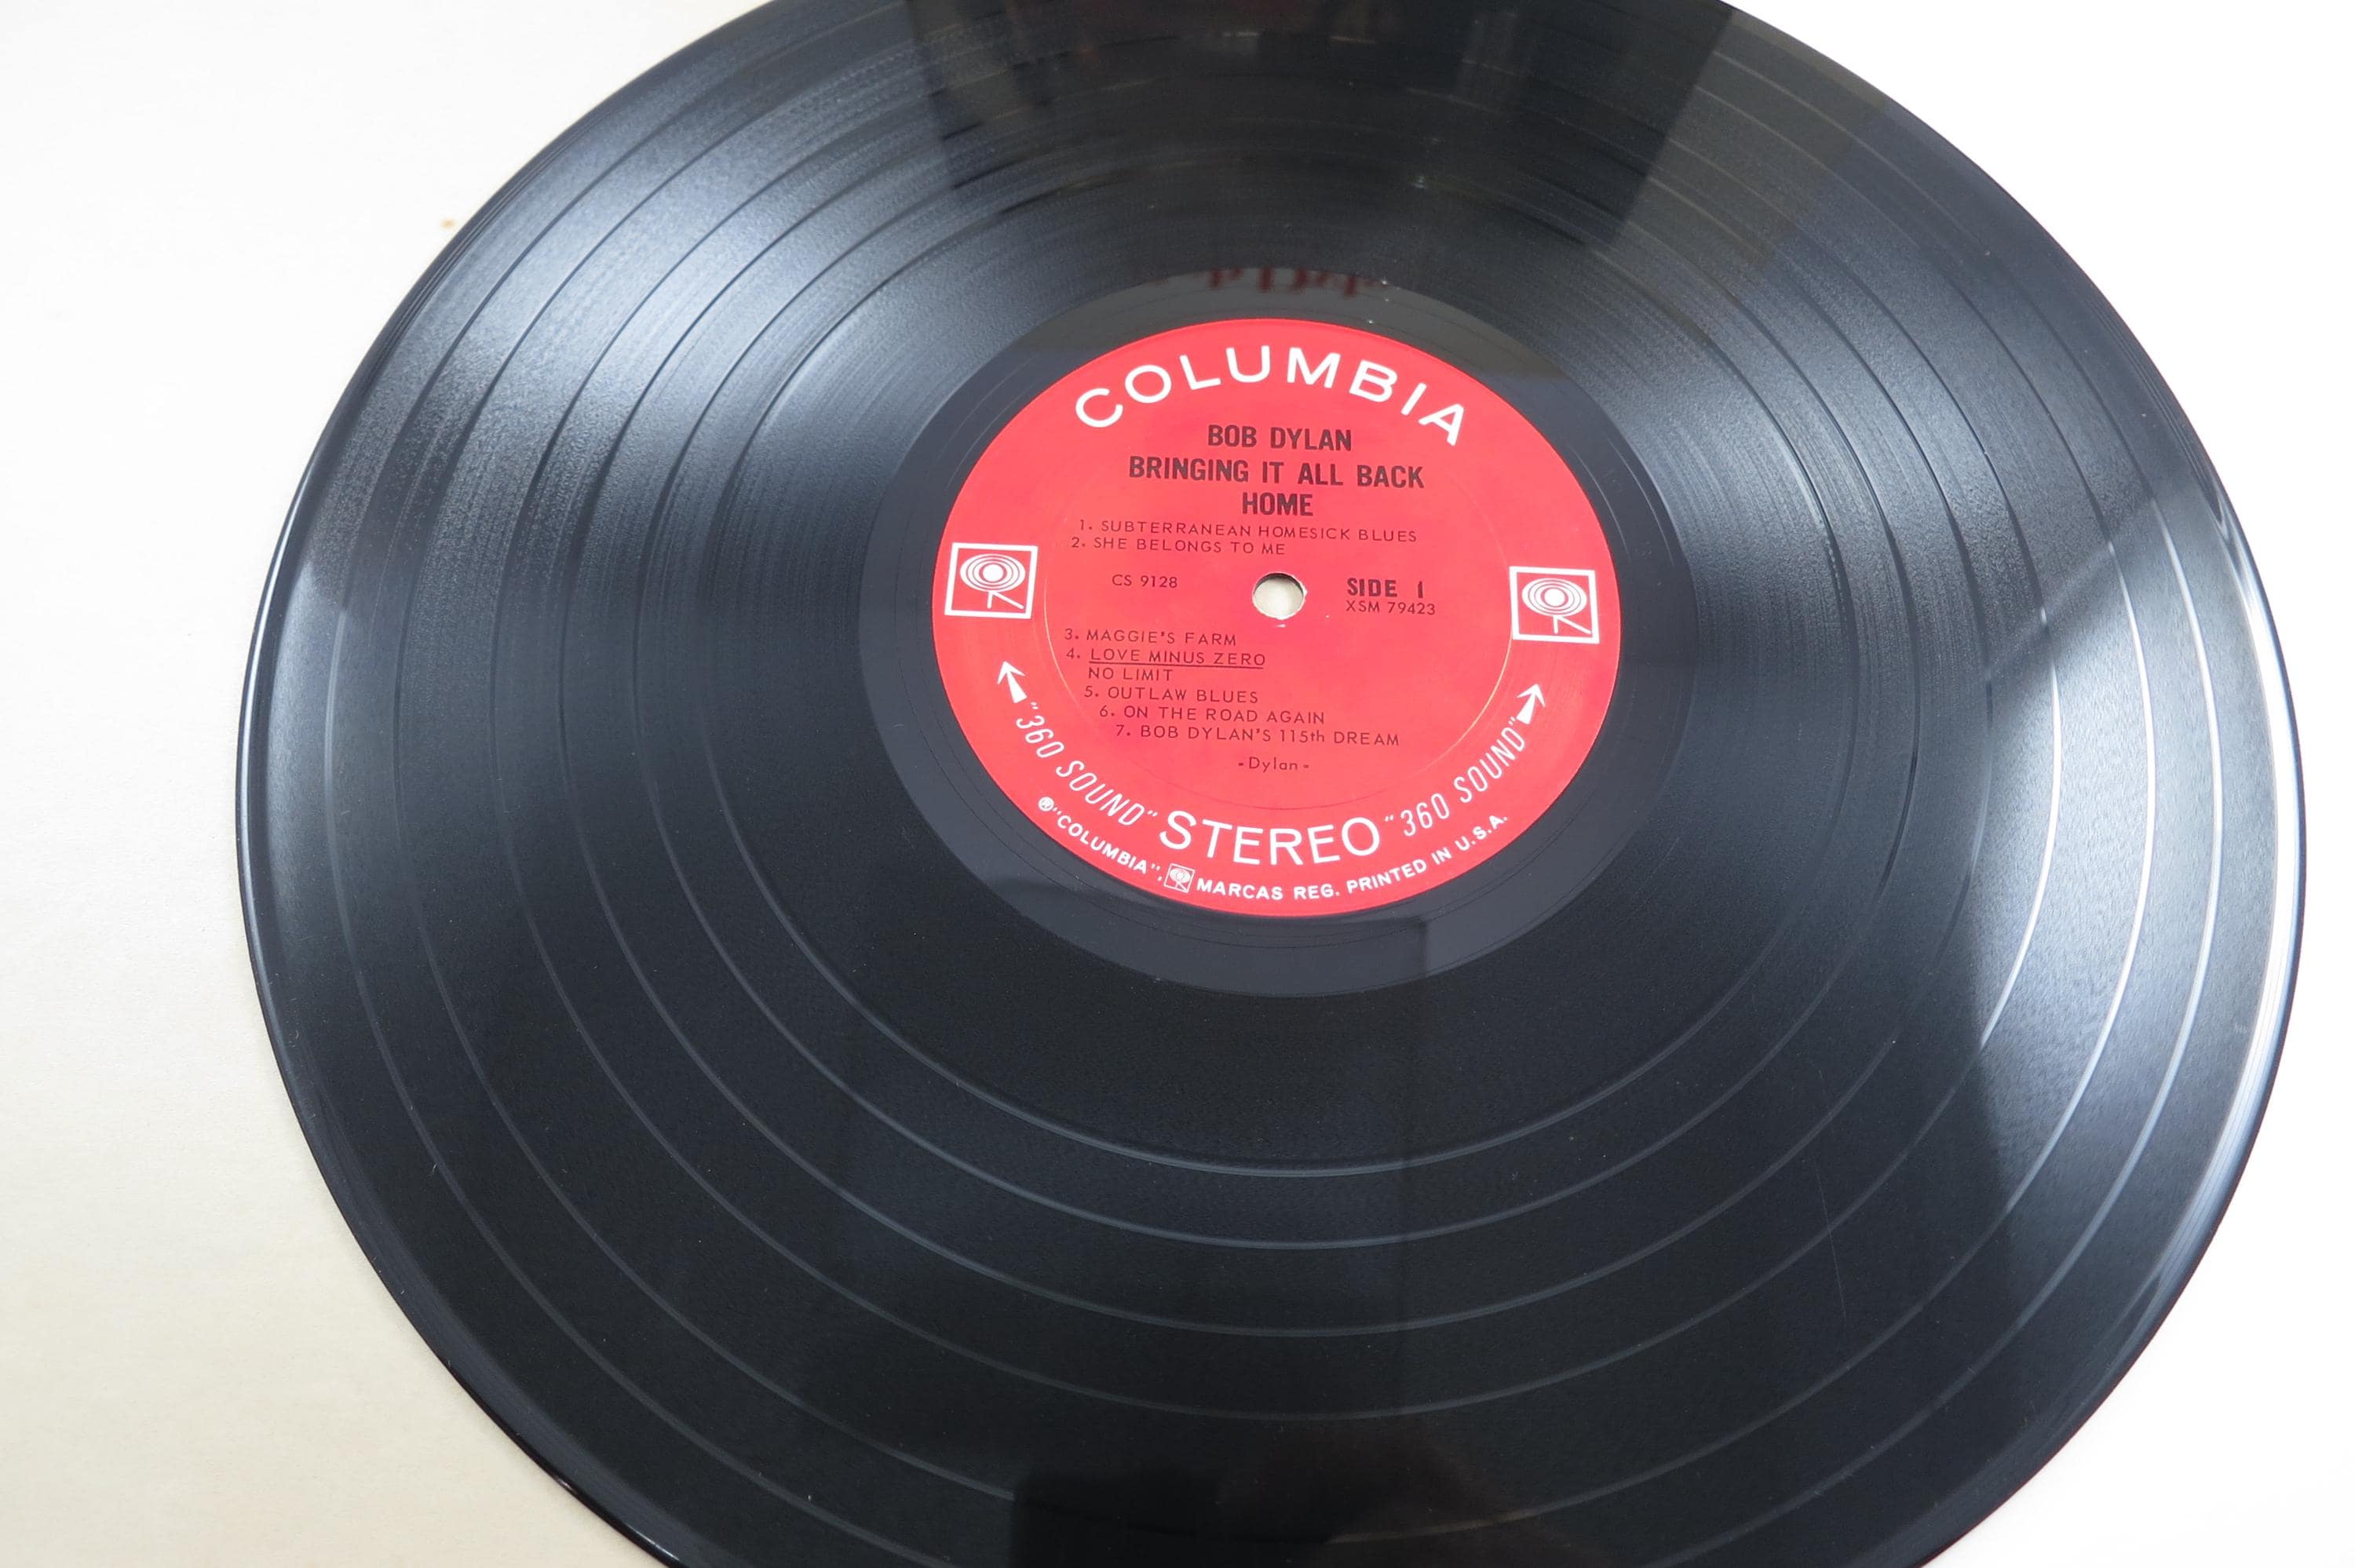 COLUMBIA
BOB DYLAN
BRINGING IT ALL BACK
HOME
1. SUBTERRANEAN HOMESICK BLUES
2. SHE BELONGS TO ME
CS 9128
SIDE 1
XSM 79423
3. MAGGIE'S FARM
4. LOVE MINUS ZERO
NO LIMIT
5. OUTLAW BLUES
6. ON THE ROAD AGAIN
7. BOB DYLAN'S 115th DREAM
-Dylan-
"360 SOUND" STEREO "360 SOUND"
® "COLUMBIA", MARCAS REG. PRINTED IN U.S.A.